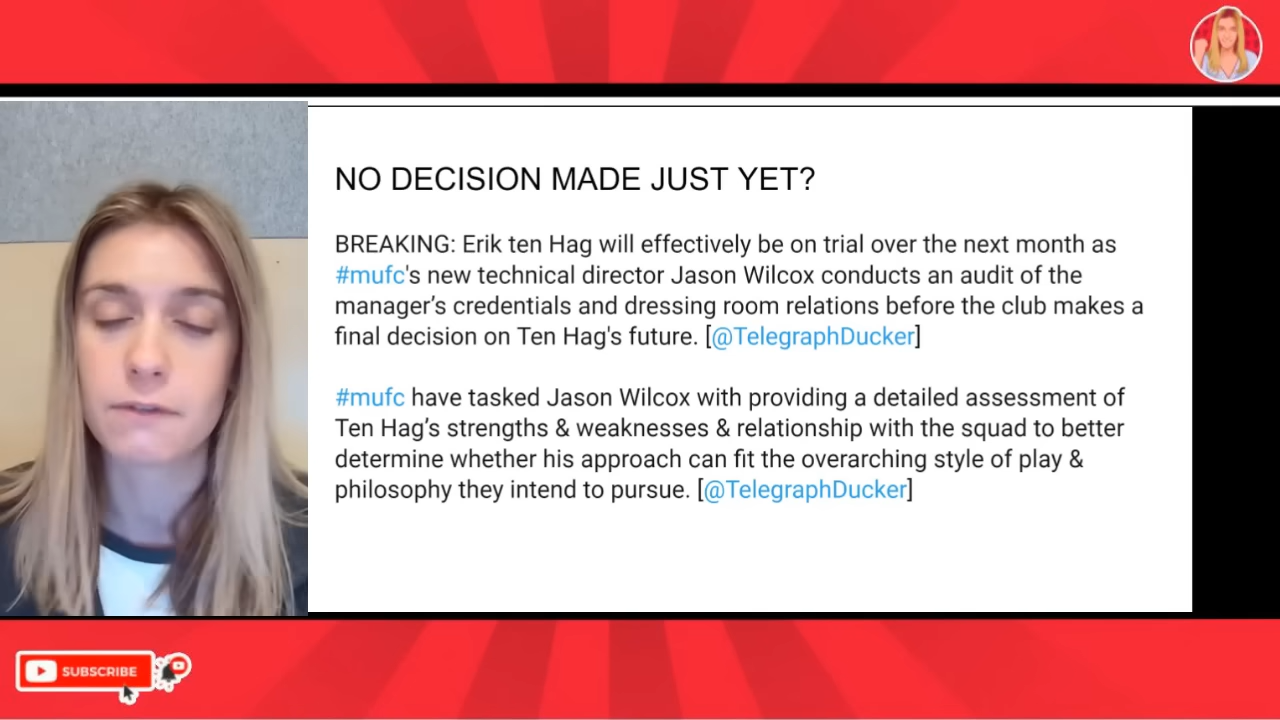 NO DECISION MADE JUST YET?
BREAKING: Erik ten Hag will effectively be on trial over the next month as
#mufc's new technical director Jason Wilcox conducts an audit of the
manager’s credentials and dressing room relations before the club makes a
final decision on Ten Hag's future. [@TelegraphDucker]
#mufc have tasked Jason Wilcox with providing a detailed assessment of
Ten Hag’s strengths & weaknesses & relationship with the squad to better
determine whether his approach can fit the overarching style of play &
philosophy they intend to pursue. [@TelegraphDucker]
SUBSCRIBE